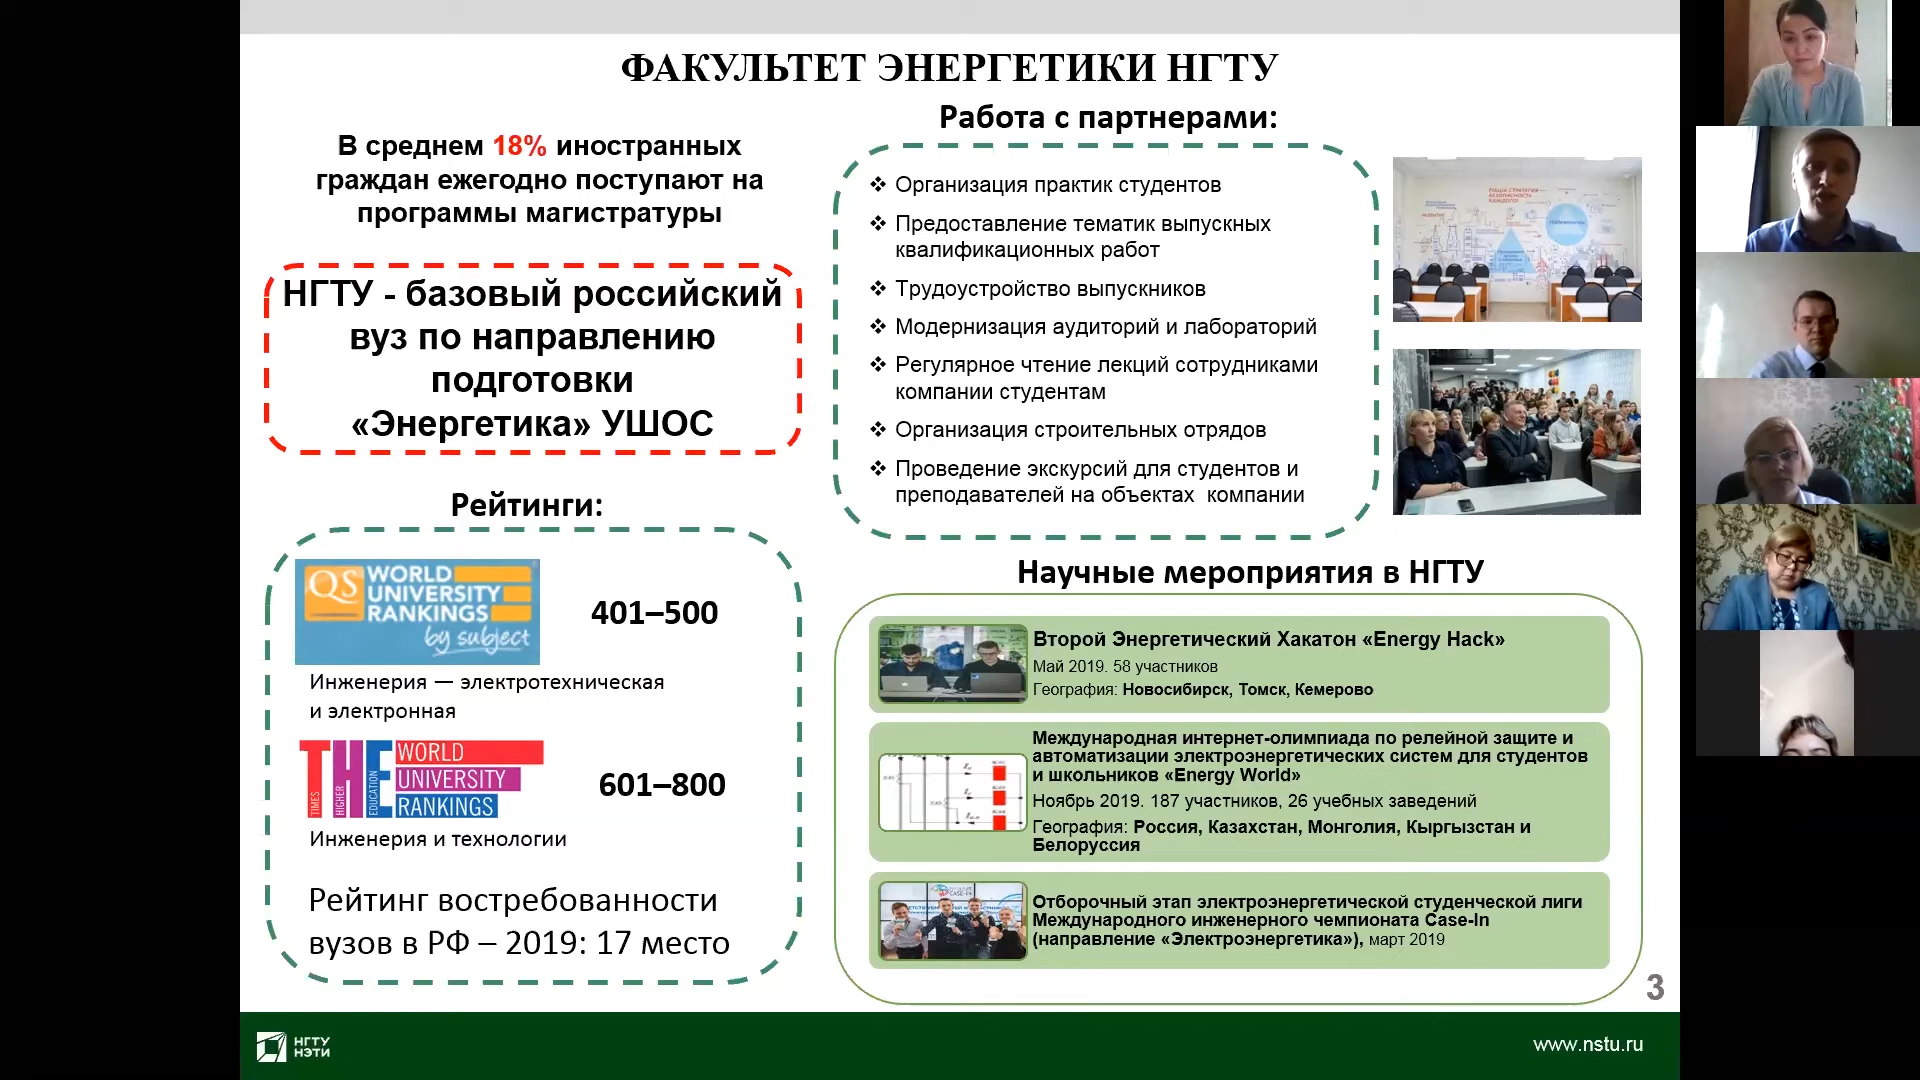 ФАКУЛЬТЕТ ЭНЕРГЕТИКИ НГТУ
В среднем 18% иностранных
граждан ежегодно поступают на
программы магистратуры
НГТУ - базовый российский
вуз по направлению
подготовки
«Энергетика» УШОС
Рейтинги:
QS WORLD
UNIVERSITY
RANKINGS
by subject
401–500
Инженерия — электротехническая
и электронная
THE WORLD
UNIVERSITY
RANKINGS
TIMES
HIGHER
EDUCATION
601–800
Инженерия и технологии
Рейтинг востребованности
вузов в РФ – 2019: 17 место
Работа с партнерами:
❖ Организация практик студентов
❖ Предоставление тематик выпускных
квалификационных работ
❖ Трудоустройство выпускников
❖ Модернизация аудиторий и лабораторий
❖ Регулярное чтение лекций сотрудниками
компании студентам
❖ Организация строительных отрядов
❖ Проведение экскурсий для студентов и
преподавателей на объектах компании
НАША СТРАТЕГИЯ —
БЕЗОПАСНОСТЬ
КАЖДОГО!
Научные мероприятия в НГТУ
Второй Энергетический Хакатон «Energy Hack»
Май 2019. 58 участников
География: Новосибирск, Томск, Кемерово
Международная интернет-олимпиада по релейной защите и
автоматизации электроэнергетических систем для студентов
и школьников «Energy World»
Ноябрь 2019. 187 участников, 26 учебных заведений
География: Россия, Казахстан, Монголия, Кыргызстан и
Белоруссия
CASE-IN
Отборочный этап электроэнергетической студенческой лиги
Международного инженерного чемпионата Case-In
(направление «Электроэнергетика»), март 2019
3
НГТУ
НЭТИ
www.nstu.ru